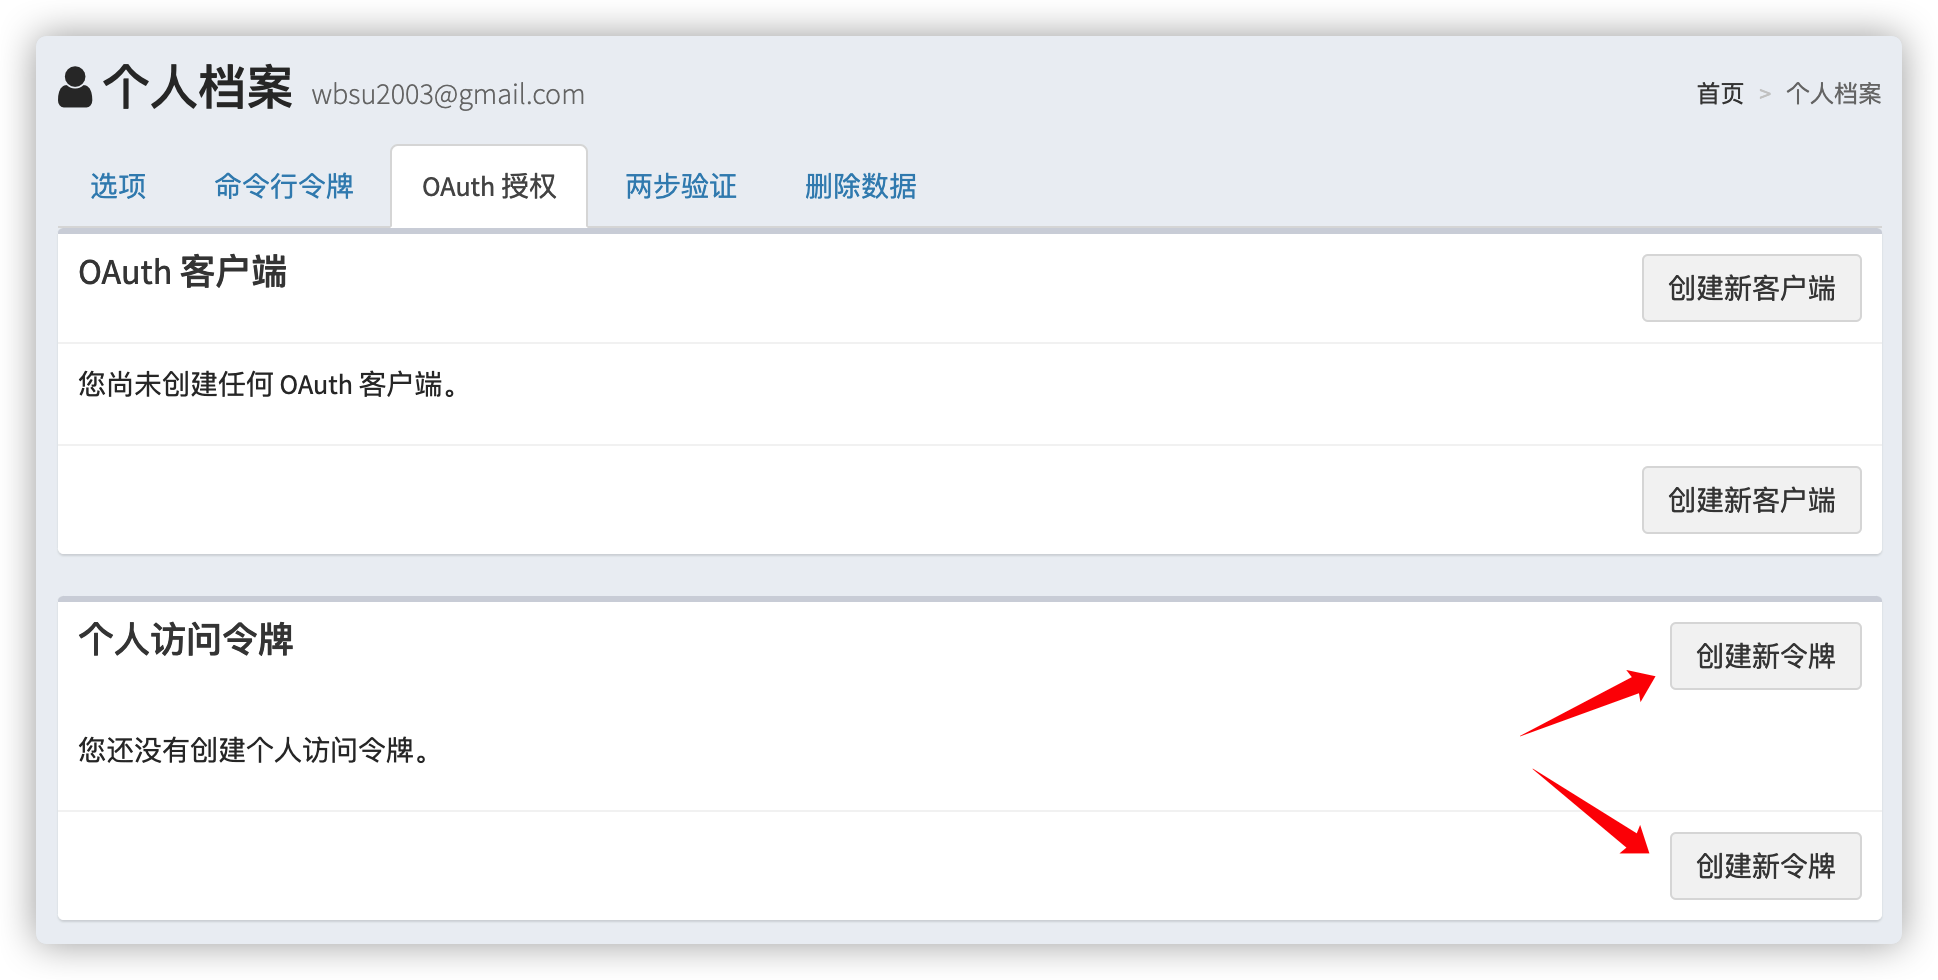 个人档案 wbsu2003@gmail.com
首页 > 个人档案
选项 命令行令牌 OAuth 授权 两步验证 删除数据
OAuth 客户端
创建新客户端
您尚未创建任何 OAuth 客户端。
创建新客户端
个人访问令牌
创建新令牌
您还没有创建个人访问令牌。
创建新令牌